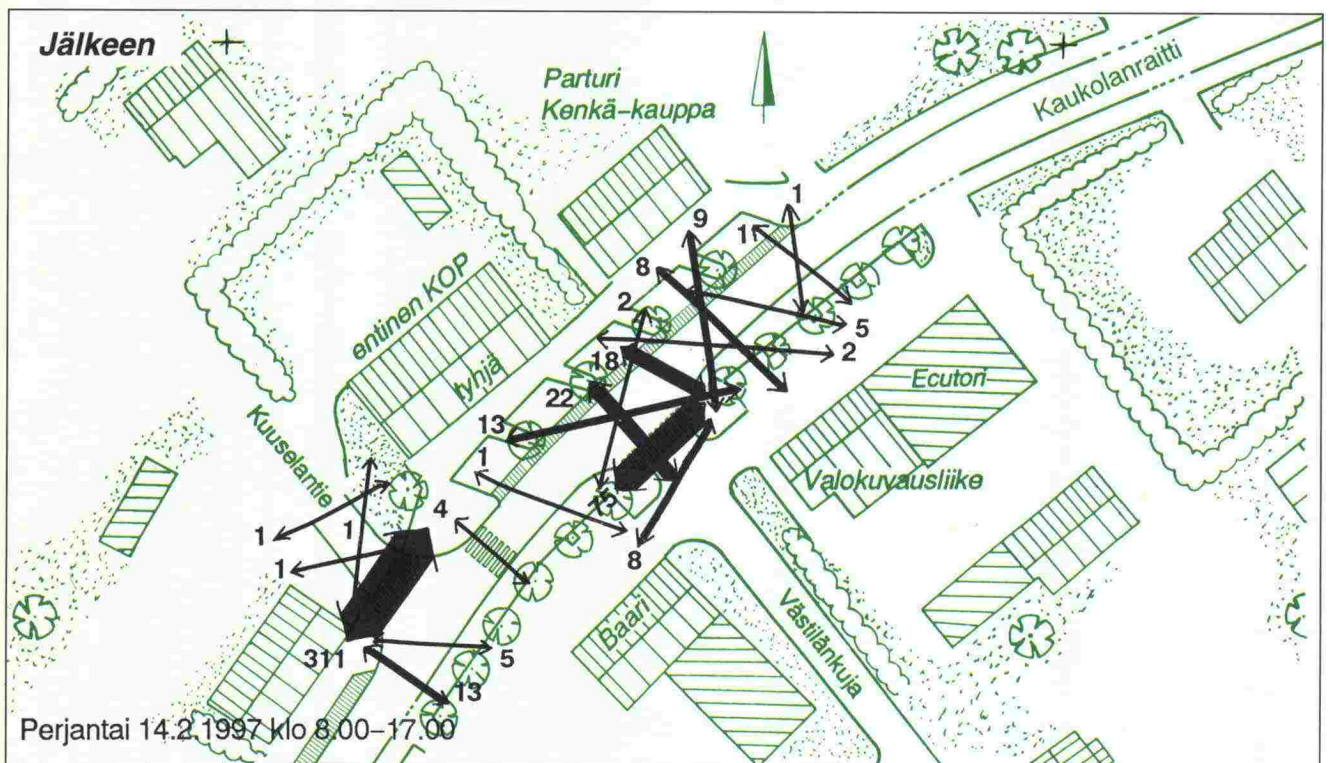 Jälkeen
Parturi
Kenkä-kauppa
Kaukolanraitti
1
9
1
8
2
5
2
entinen KOP
tyhjä
18
22
Ecutori
13
1
Kuuselantie
Valokuvausliike
4
1
1
8
1
Baari
Västilänkuja
311
5
13
Perjantai 14.2.1997 klo 8.00–17.00